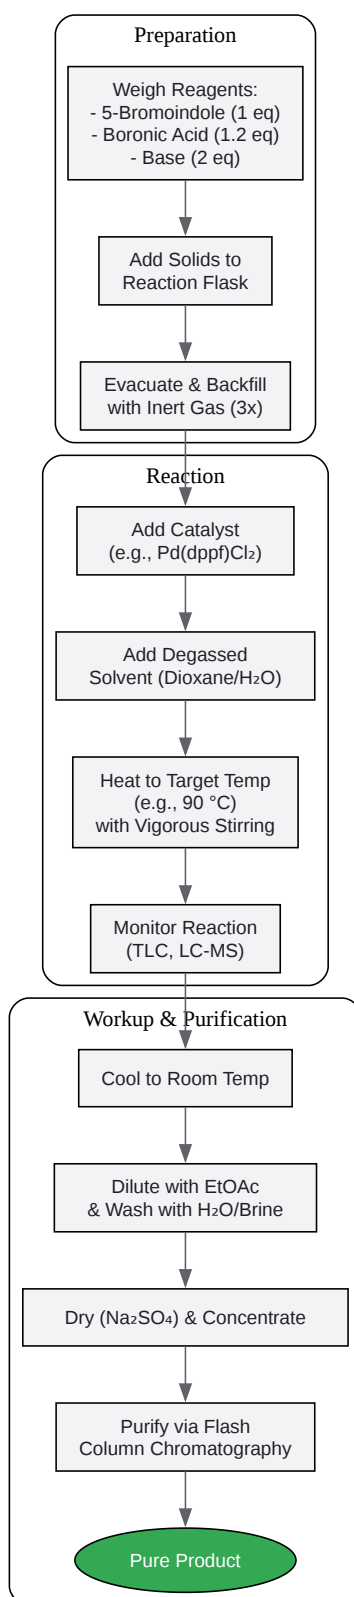 Preparation
Weigh Reagents:
- 5-Bromoindole (1 eq)
- Boronic Acid (1.2 eq)
- Base (2 eq)
Add Solids to
Reaction Flask
Evacuate & Backfill
with Inert Gas (3x)
Reaction
Add Catalyst
(e.g., Pd(dppf)Cl₂)
Add Degassed
Solvent (Dioxane/H₂O)
Heat to Target Temp
(e.g., 90 °C)
with Vigorous Stirring
Monitor Reaction
(TLC, LC-MS)
Workup & Purification
Cool to Room Temp
Dilute with EtOAc
& Wash with H₂O/Brine
Dry (Na₂SO₄) & Concentrate
Purify via Flash
Column Chromatography
Pure Product